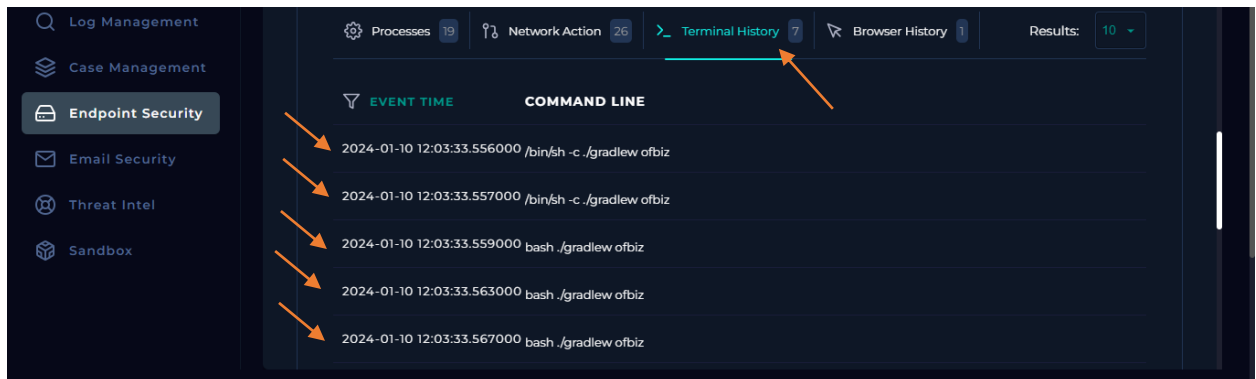 Log Management
Case Management
Endpoint Security
Email Security
Threat Intel
Sandbox
Processes 19 Network Action 26 >_ Terminal History 7 Browser History 1 Results: 10
EVENT TIME COMMAND LINE
2024-01-10 12:03:33.556000 /bin/sh -c ./gradlew ofbiz
2024-01-10 12:03:33.557000 /bin/sh -c ./gradlew ofbiz
2024-01-10 12:03:33.559000 bash ./gradlew ofbiz
2024-01-10 12:03:33.563000 bash ./gradlew ofbiz
2024-01-10 12:03:33.567000 bash ./gradlew ofbiz